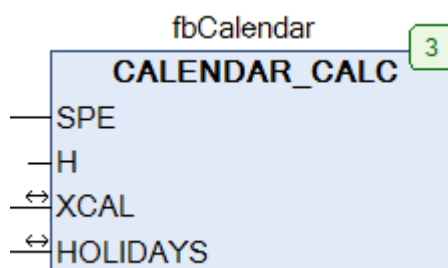 fbCalendar
3
CALENDAR_CALC
SPE
H
XCAL
HOLIDAYS